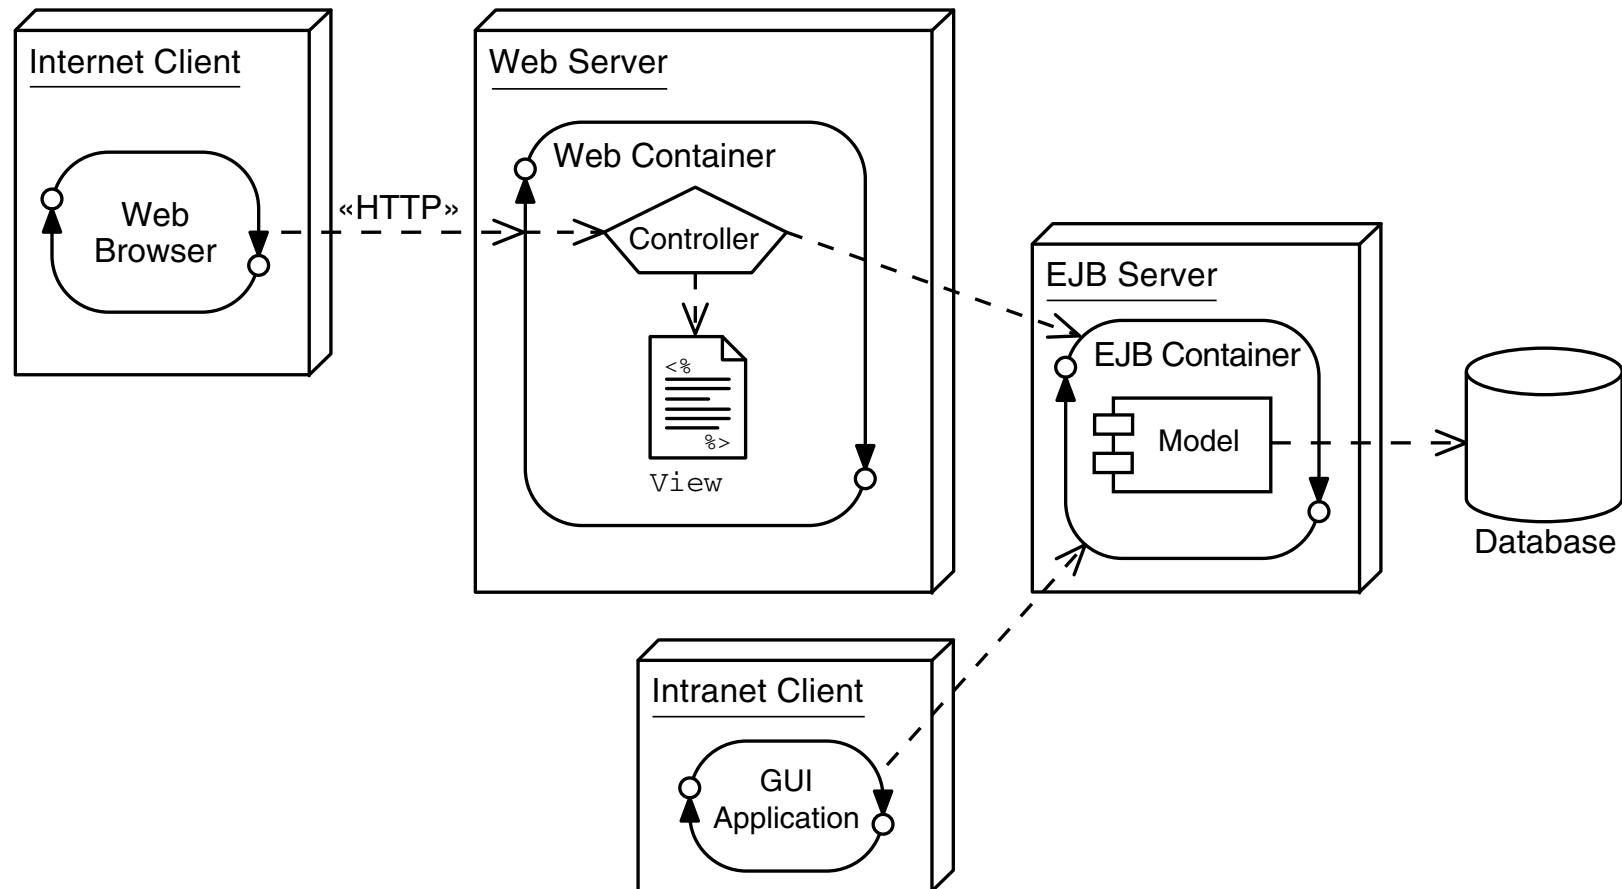 Internet Client
Web
Browser
«HTTP»
Web Server
Web Container
Controller
<%
%>
View
EJB Server
EJB Container
Model
Database
Intranet Client
GUI
Application